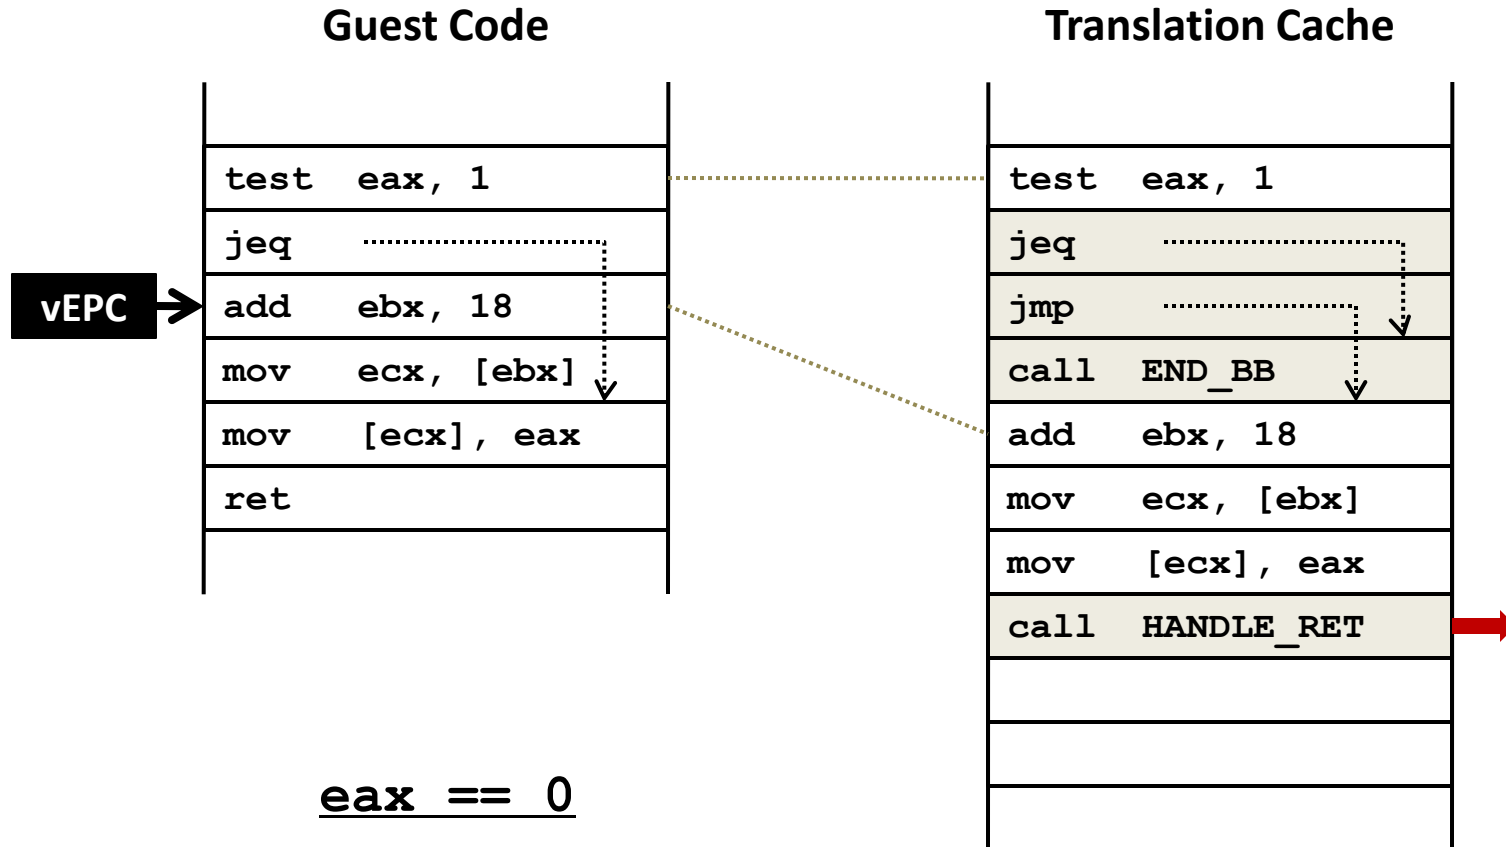 Guest Code
Translation Cache
test eax, 1
jeq
vEPC
add ebx, 18
mov ecx, [ebx]
mov [ecx], eax
ret
eax == 0
test eax, 1
jeq
jmp
call END_BB
add ebx, 18
mov ecx, [ebx]
mov [ecx], eax
call HANDLE_RET